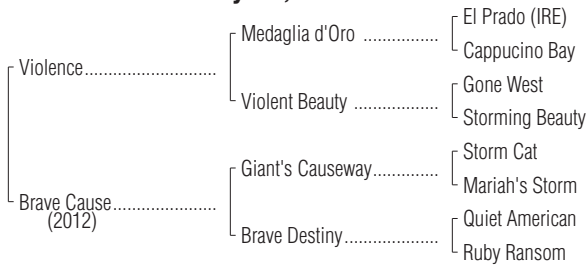 El Prado (IRE)
Medaglia d'Oro ................
Cappucino Bay
Violence............................
Gone West
Violent Beauty ..................
Storming Beauty
Storm Cat
Giant's Causeway................
Mariah's Storm
Brave Cause......................
(2012)
Quiet American
Brave Destiny....................
Ruby Ransom